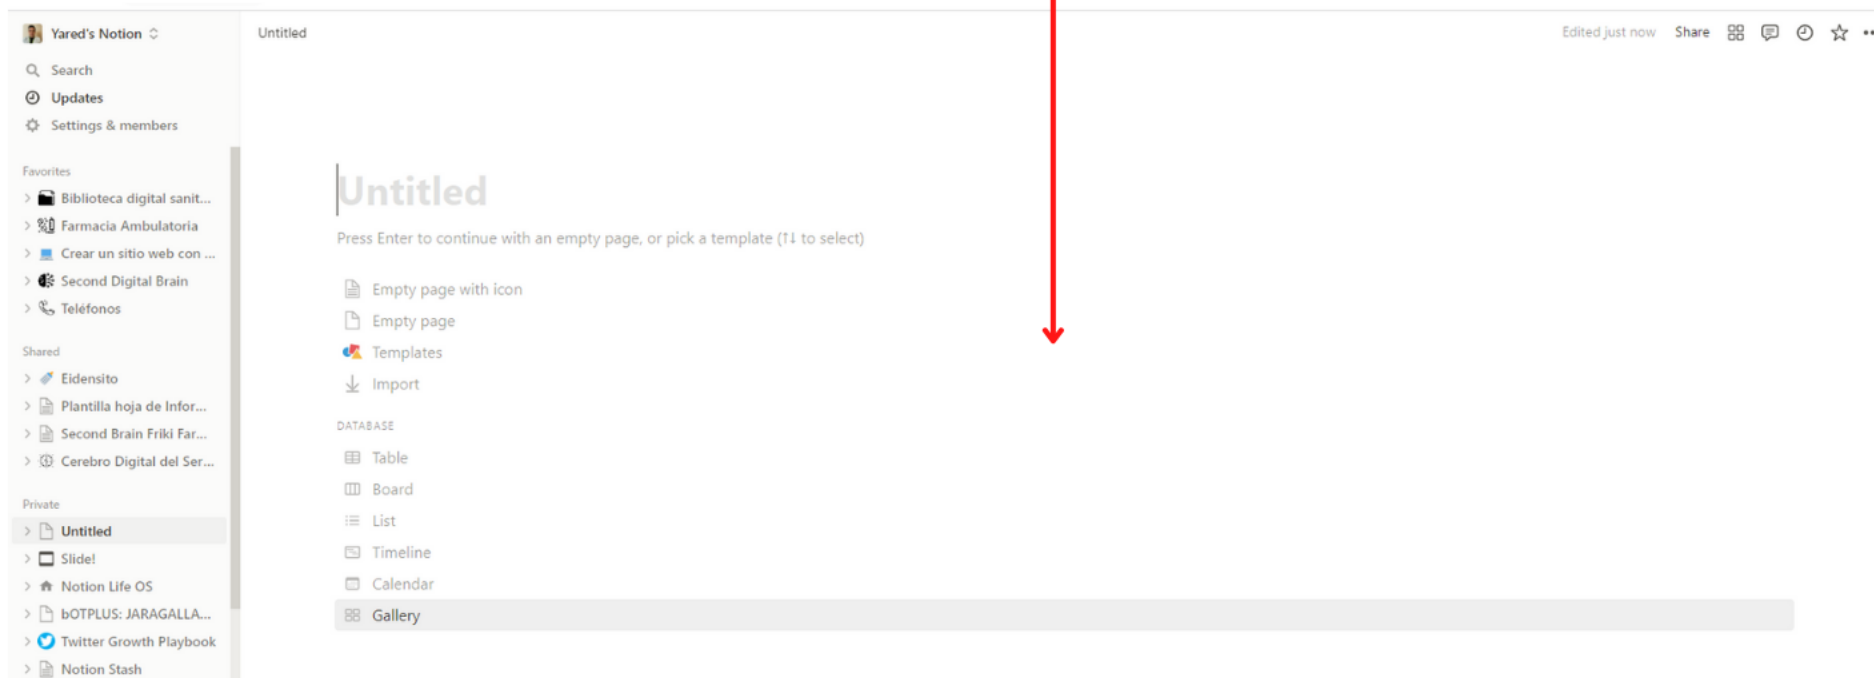 Yared's Notion
Search
Updates
Settings & members
Favorites
Biblioteca digital sanit...
Farmacia Ambulatoria
Crear un sitio web con ...
Second Digital Brain
Teléfonos
Shared
Eidensito
Plantilla hoja de Infor...
Second Brain Friki Far...
Cerebro Digital del Ser...
Private
Untitled
Slide!
Notion Life OS
bOTPLUS: JARAGALLA...
Twitter Growth Playbook
Notion Stash
Untitled
Edited just now Share
Untitled
Press Enter to continue with an empty page, or pick a template (↑↓ to select)
Empty page with icon
Empty page
Templates
Import
DATABASE
Table
Board
List
Timeline
Calendar
Gallery